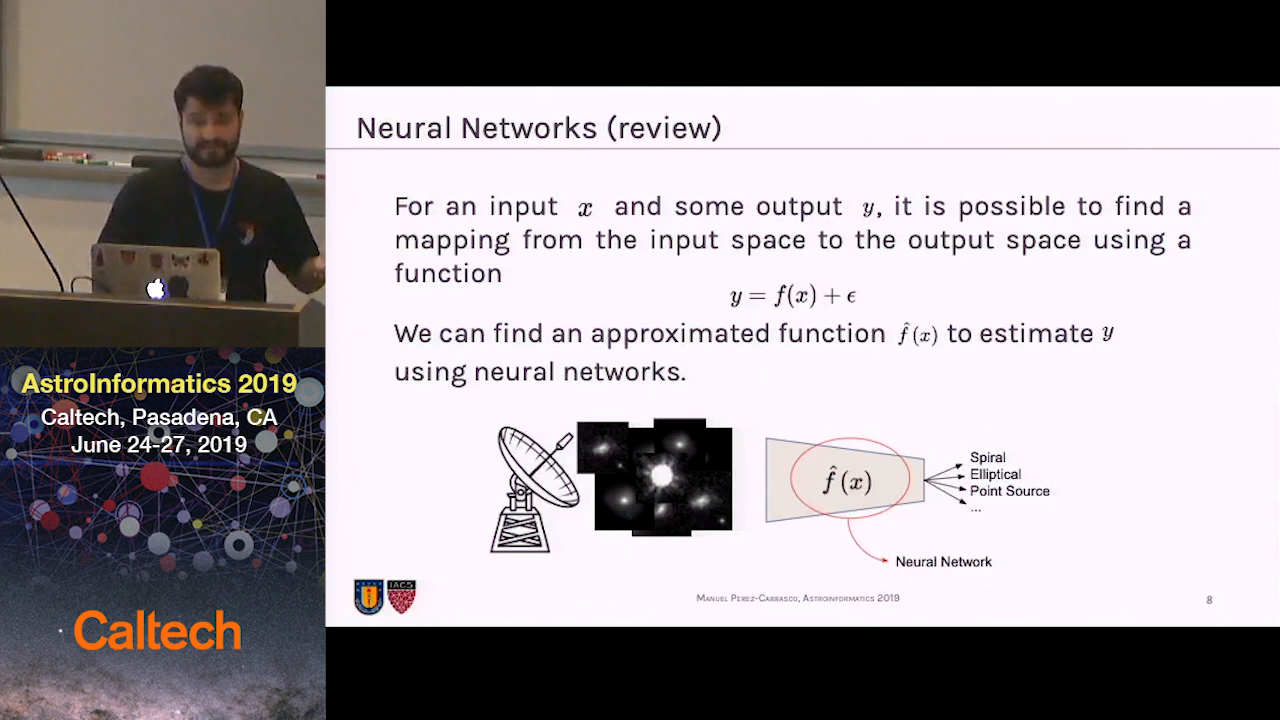 Neural Networks (review)
For an input x and some output y, it is possible to find a
mapping from the input space to the output space using a
function
y = f(x) + ϵ
We can find an approximated function f̂(x) to estimate y
using neural networks.
f̂(x)
Spiral
Elliptical
Point Source
...
Neural Network
IACS
Manuel Perez-Carrasco, Astroinformatics 2019
8
AstroInformatics 2019
Caltech, Pasadena, CA
June 24-27, 2019
Caltech